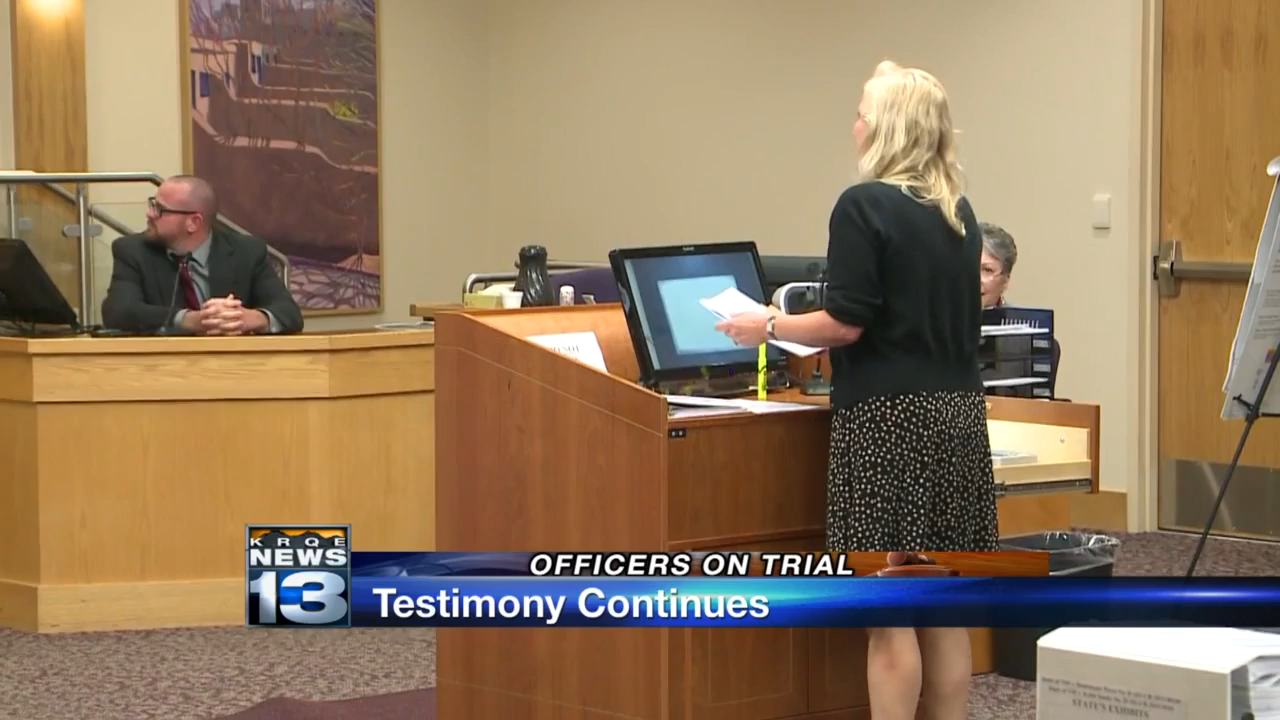 KRQE
NEWS
13
OFFICERS ON TRIAL
Testimony Continues
STATE'S EXHIBITS